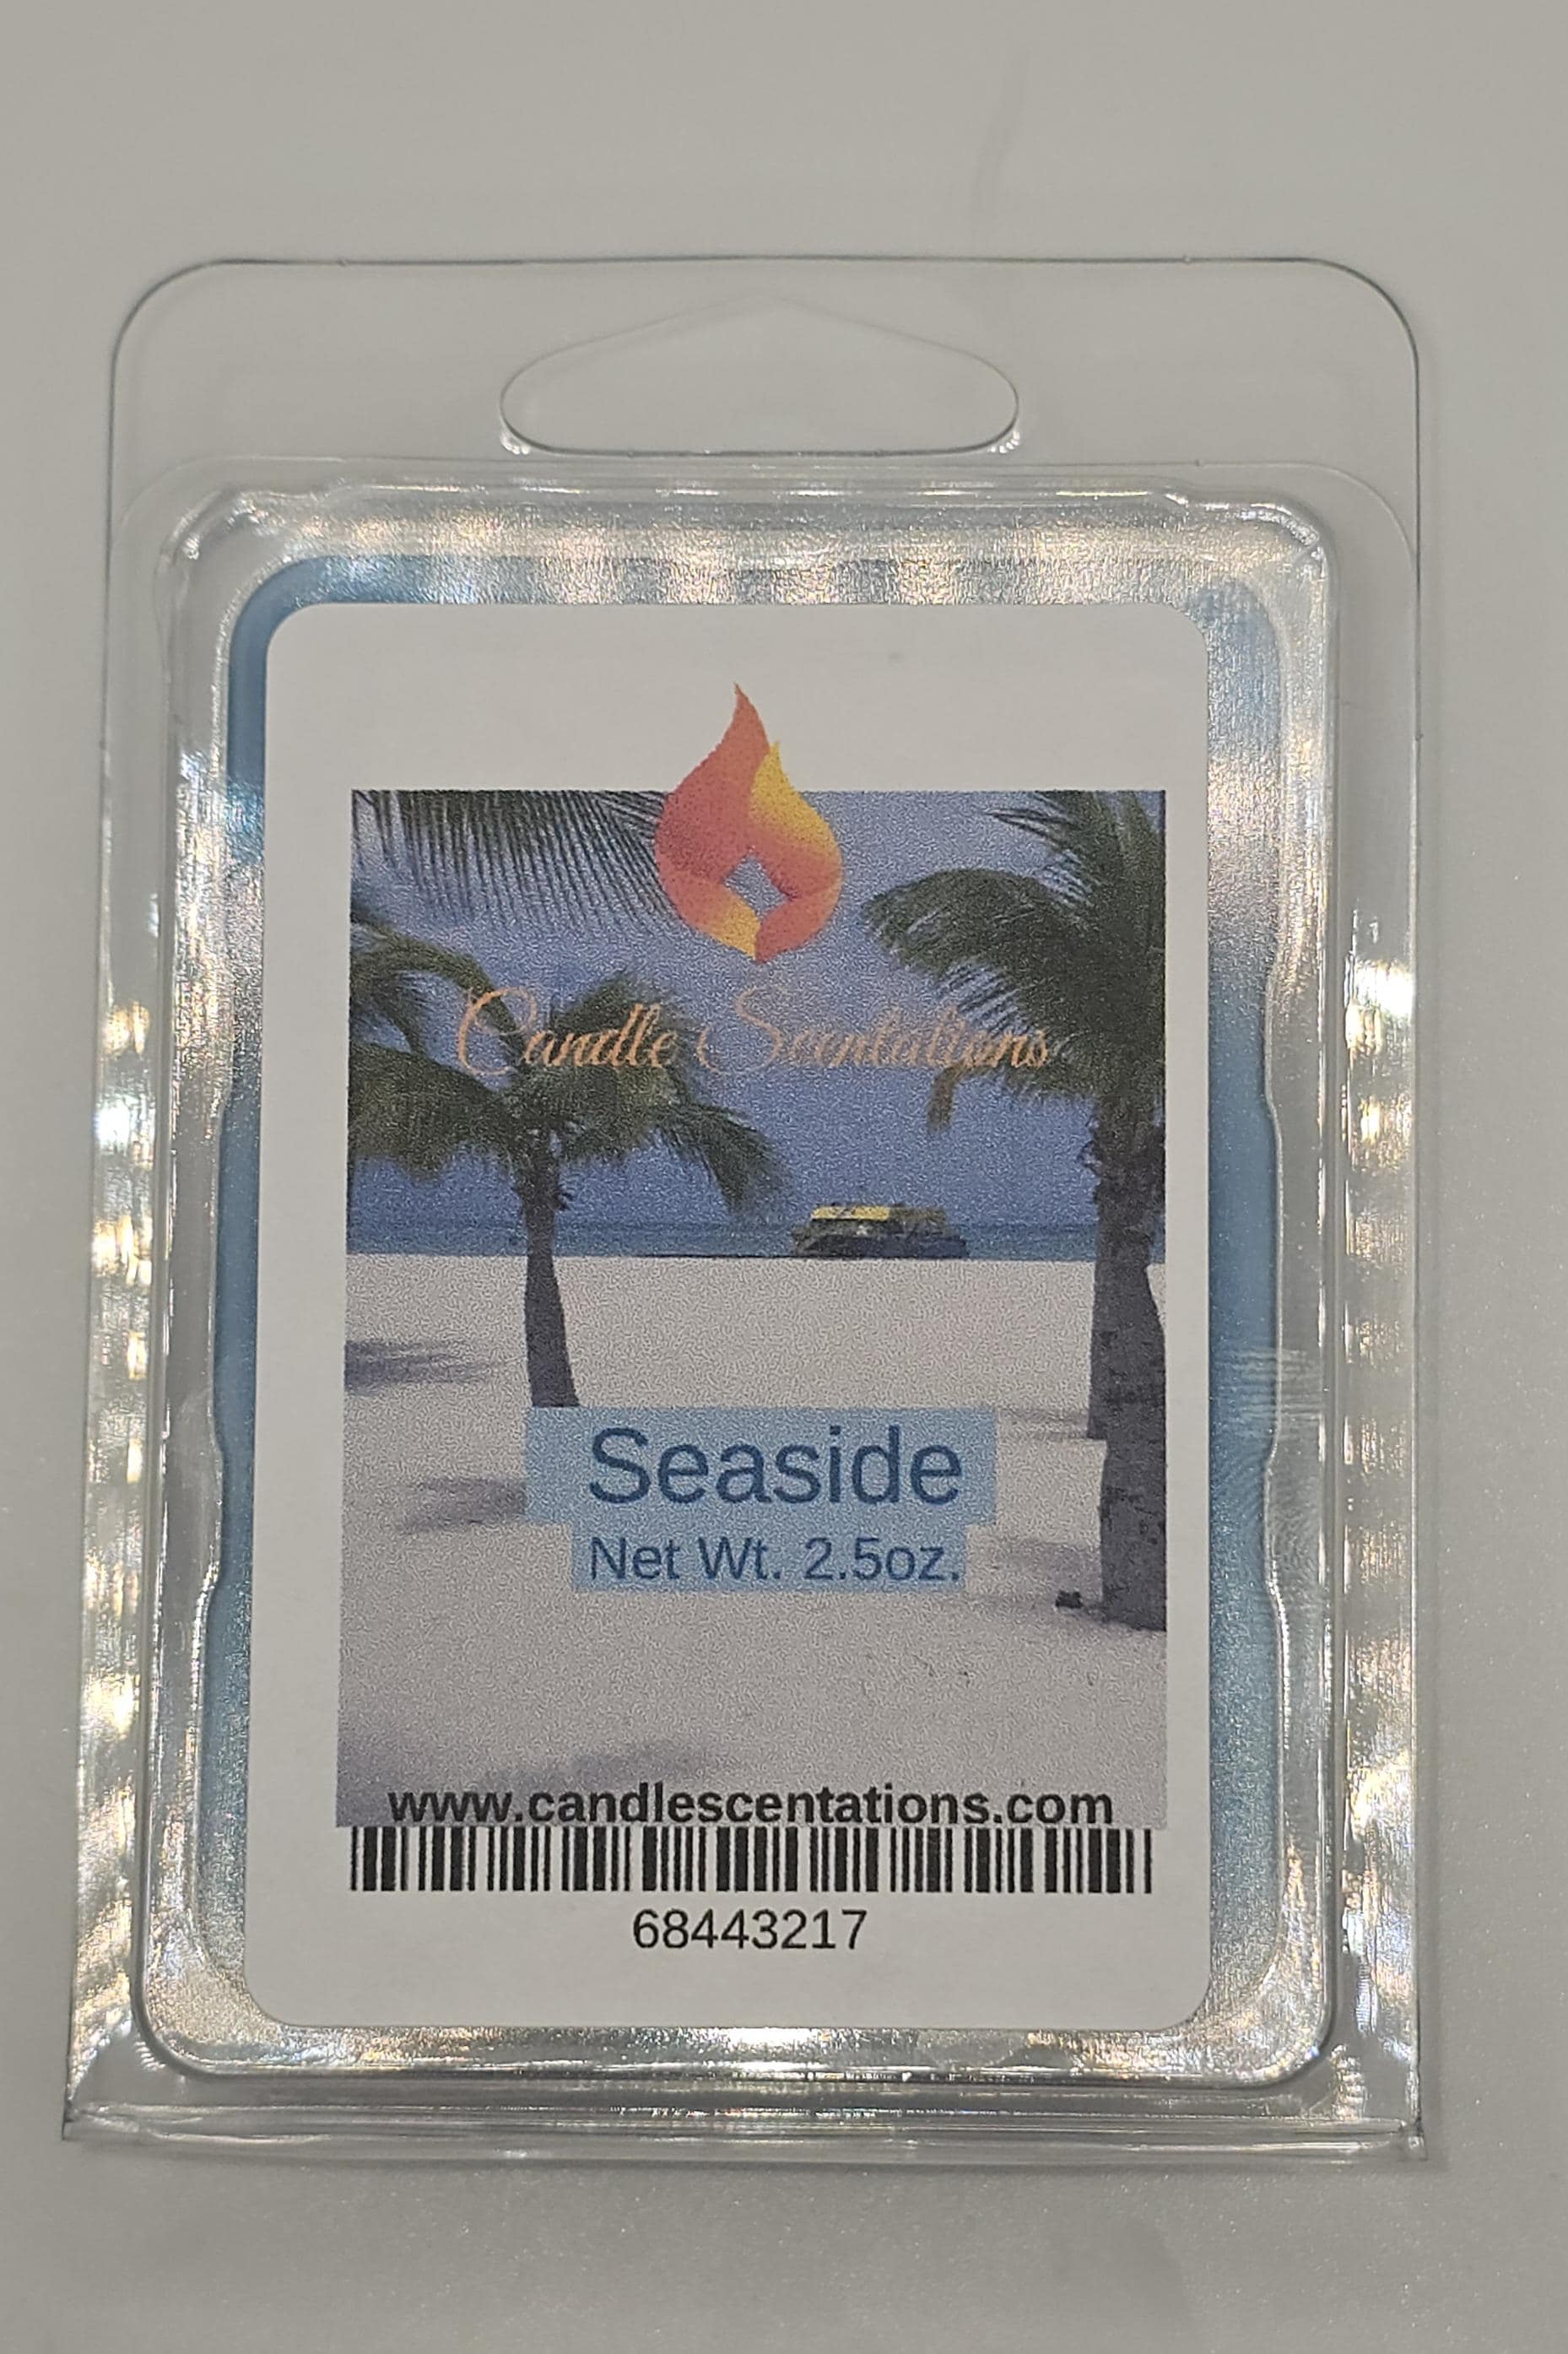 Candle Scentations
Seaside
Net Wt. 2.5oz.
www.candlescentations.com
68443217